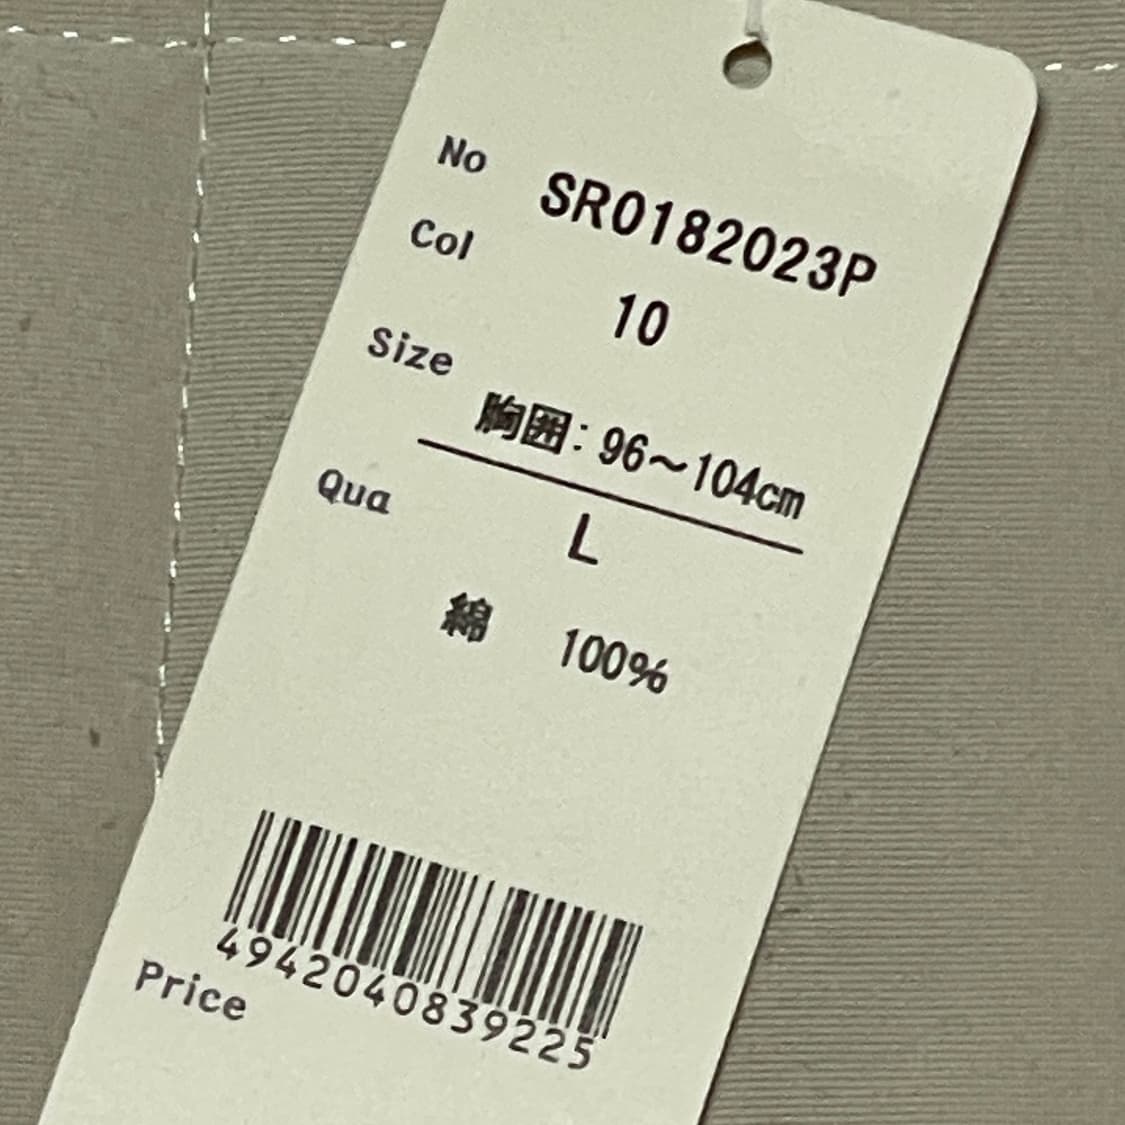 No SR0182023P
Col 10
Size 胸囲: 96〜104cm
L
Qua 綿 100%
4942040839225
Price